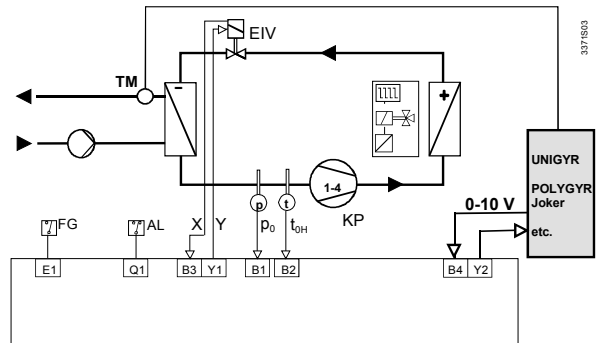 EIV
3371S03
TM
-
+
UNIGYR
POLYGYR
Joker
etc.
0-10 V
1-4
KP
p
t
FG
AL
X
Y
p0
t0H
E1
Q1
B3
Y1
B1
B2
B4
Y2